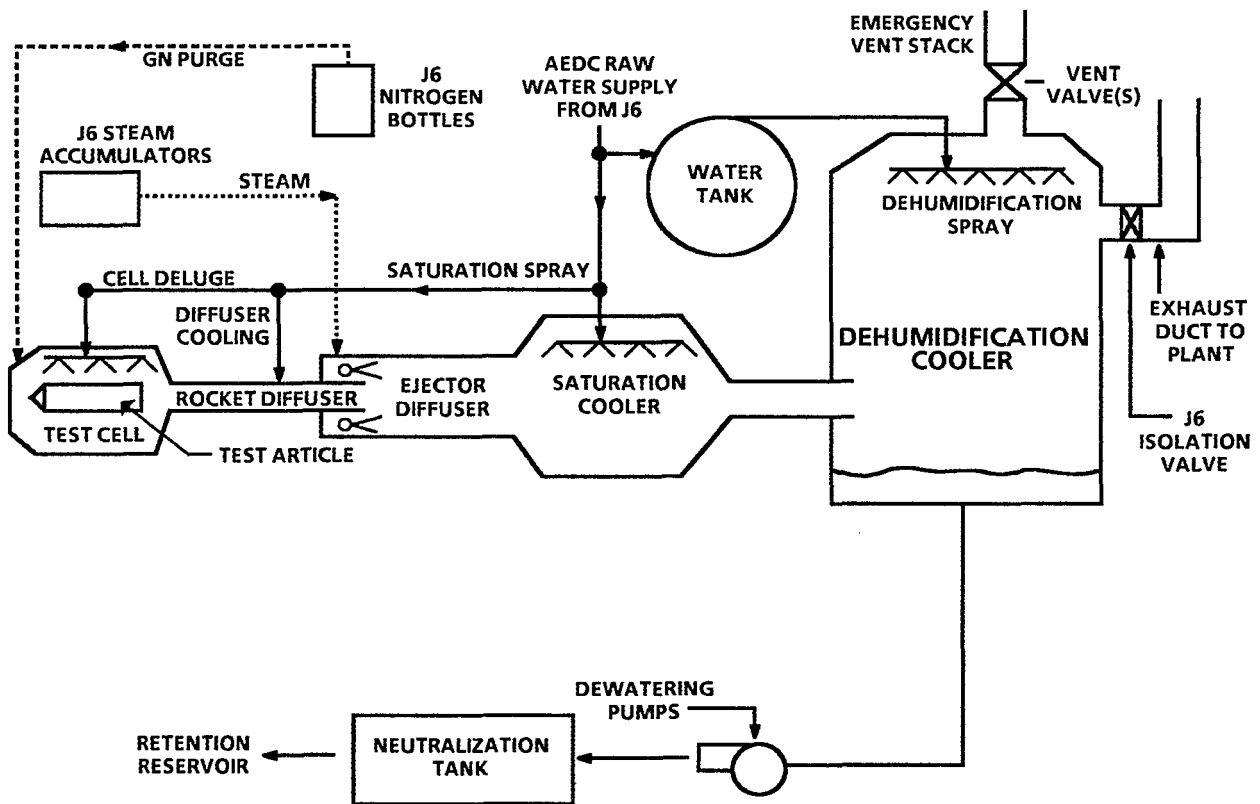 EMERGENCY
VENT STACK
GN PURGE
J6
NITROGEN
BOTTLES
AEDC RAW
WATER SUPPLY
FROM J6
VENT
VALVE(S)
J6 STEAM
ACCUMULATORS
STEAM
WATER
TANK
DEHUMIDIFICATION
SPRAY
CELL DELUGE
SATURATION SPRAY
DIFFUSER
COOLING
EXHAUST
DUCT TO
PLANT
DEHUMIDIFICATION
COOLER
ROCKET DIFFUSER
EJECTOR
DIFFUSER
SATURATION
COOLER
TEST CELL
TEST ARTICLE
J6
ISOLATION
VALVE
DEWATERING
PUMPS
RETENTION
RESERVOIR
NEUTRALIZATION
TANK